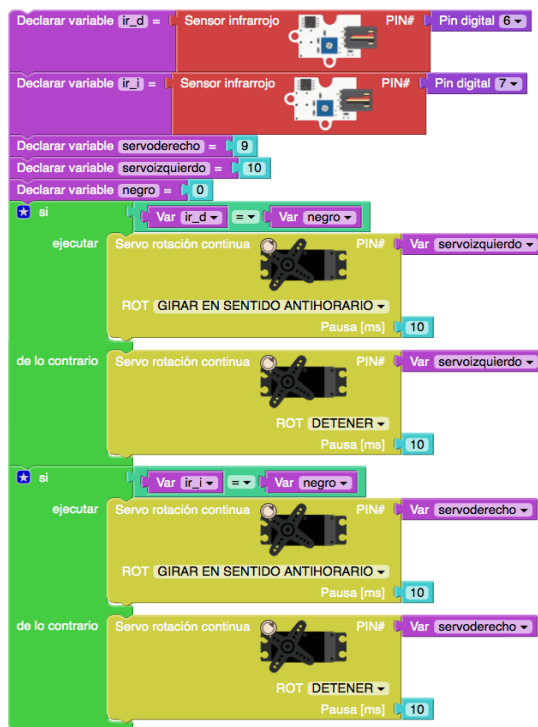 Declarar variable ir_d = Sensor infrarrojo PIN# Pin digital 6
Declarar variable ir_i = Sensor infrarrojo PIN# Pin digital 7
Declarar variable servoderecho = 9
Declarar variable servoizquierdo = 10
Declarar variable negro = 0
si Var ir_d = Var negro
ejecutar Servo rotación continua PIN# Var servoizquierdo
ROT GIRAR EN SENTIDO ANTIHORARIO
Pausa [ms] 10
de lo contrario Servo rotación continua PIN# Var servoizquierdo
ROT DETENER
Pausa [ms] 10
si Var ir_i = Var negro
ejecutar Servo rotación continua PIN# Var servoderecho
ROT GIRAR EN SENTIDO ANTIHORARIO
Pausa [ms] 10
de lo contrario Servo rotación continua PIN# Var servoderecho
ROT DETENER
Pausa [ms] 10